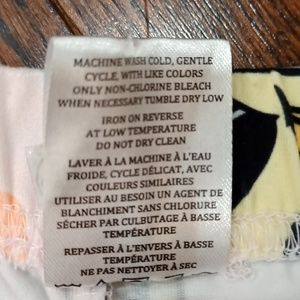 MACHINE WASH COLD, GENTLE
CYCLE, WITH LIKE COLORS
ONLY NON-CHLORINE BLEACH
WHEN NECESSARY TUMBLE DRY LOW
IRON ON REVERSE
AT LOW TEMPERATURE
DO NOT DRY CLEAN
LAVER À LA MACHINE À L'EAU
FROIDE, CYCLE DÉLICAT, AVEC
COULEURS SIMILAIRES
UTILISER AU BESOIN UN AGENT DE
BLANCHIMENT SANS CHLORURE
SÉCHER PAR CULBUTAGE À BASSE
TEMPÉRATURE
REPASSER À L'ENVERS À BASSE
TEMPÉRATURE
NE PAS NETTOYER À SEC